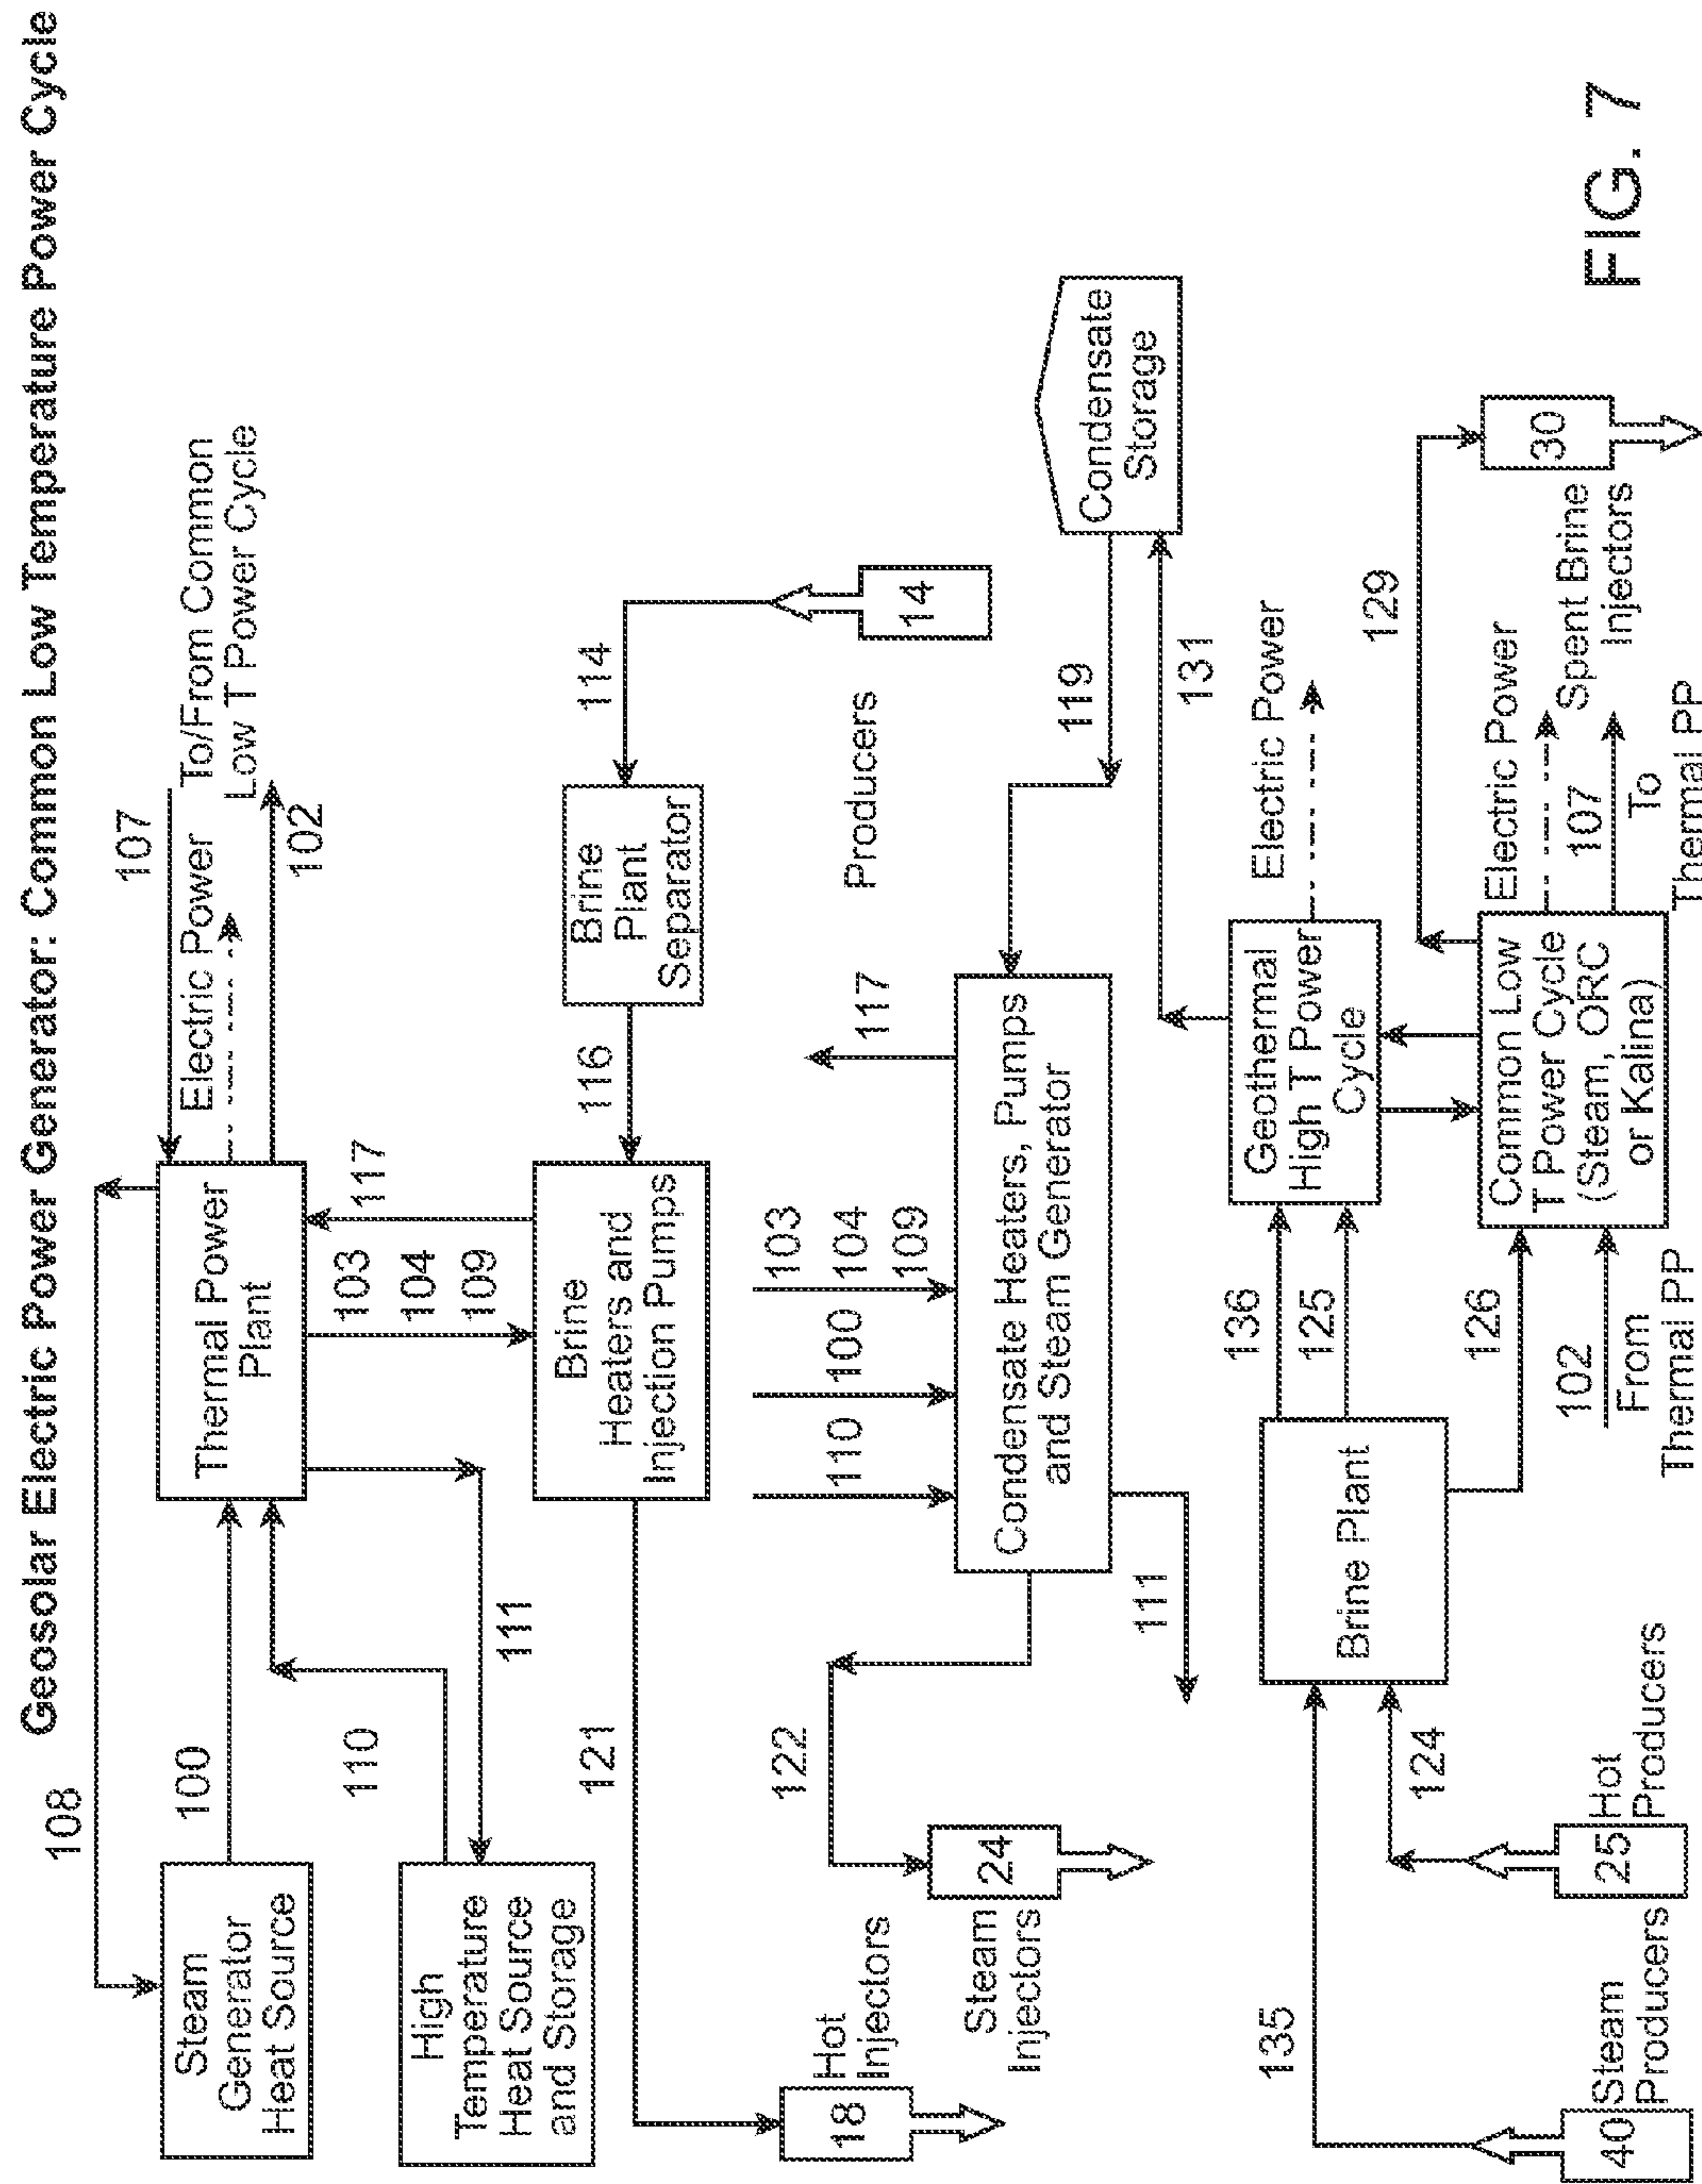 Geosolar Electric Power Generator: Common Low Temperature Power Cycle
108
107
Steam
Generator
Heat Source
100
Thermal Power
Plant
Electric Power
To/From Common
Low T Power Cycle
102
110
111
High
Temperature
Heat Source
and Storage
103
104
109
117
121
Brine
Heaters and
Injection Pumps
116
Brine
Plant
Separator
114
14
Producers
18
Hot
Injectors
122
24
Steam
Injectors
110
100
103
104
109
117
Condensate Heaters, Pumps
and Steam Generator
111
119
Condensate
Storage
131
135
40
Steam
Producers
124
25
Hot
Producers
Brine Plant
136
125
126
102
From
Thermal PP
Geothermal
High T Power
Cycle
Electric Power
Common Low
T Power Cycle
(Steam, ORC
or Kalina)
Electric Power
107
To
Thermal PP
129
30
Spent Brine
Injectors
FIG. 7